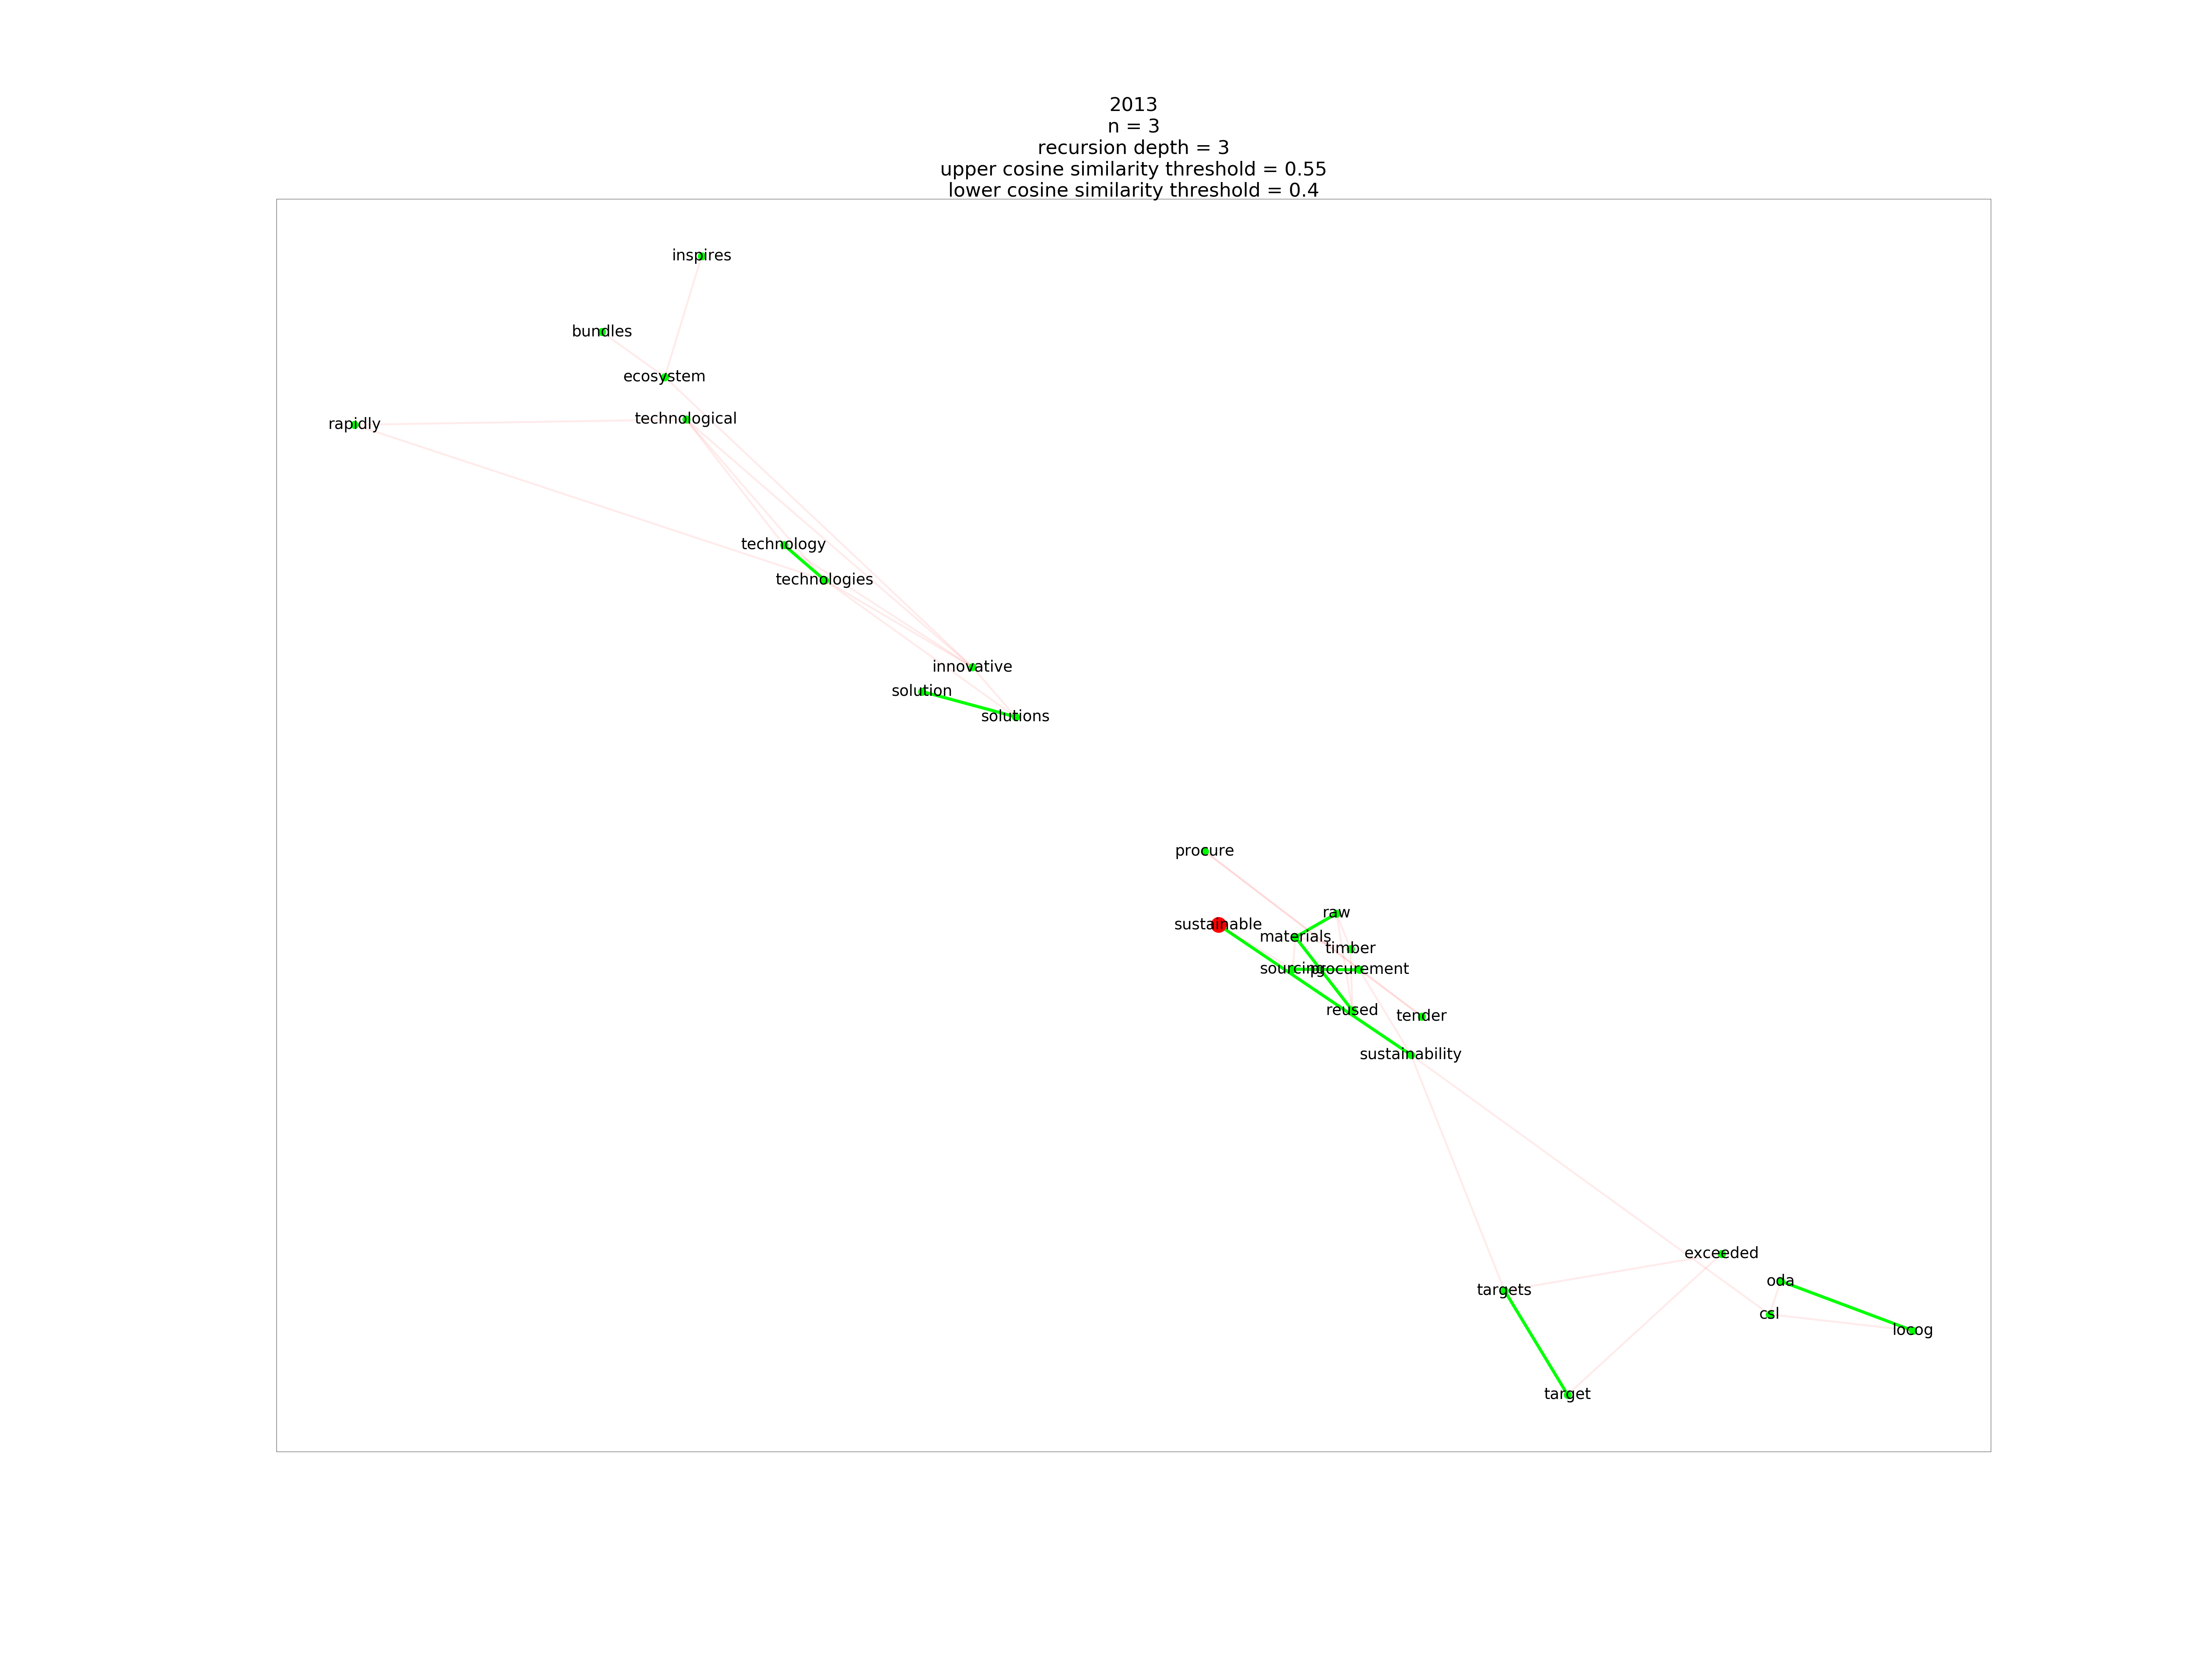 2013
n = 3
recursion depth = 3
upper cosine similarity threshold = 0.55
lower cosine similarity threshold = 0.4
inspires
bundles
ecosystem
technological
rapidly
technology
technologies
innovative
solution
solutions
procure
raw
sustainable
materials
timber
sourcing
procurement
reused
tender
sustainability
exceeded
oda
targets
csl
locog
target